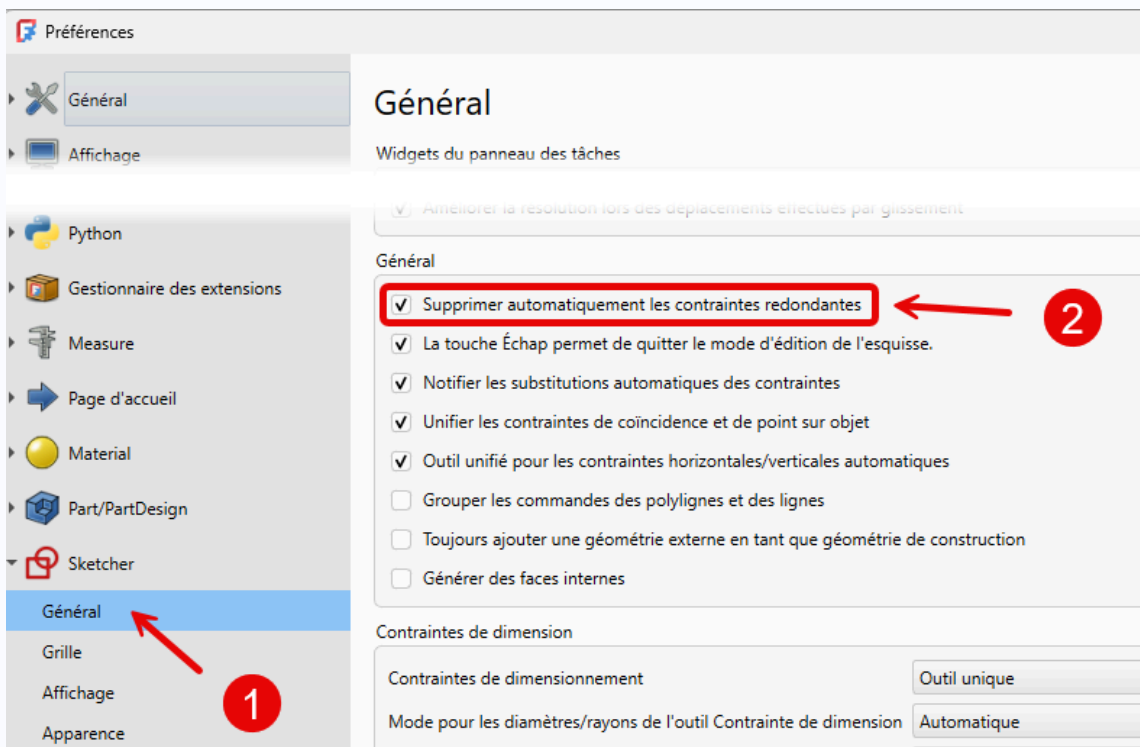 Préférences
Général
Affichage
Python
Gestionnaire des extensions
Measure
Page d'accueil
Material
Part/PartDesign
Sketcher
Général
Grille
Affichage
Apparence
1
Général
Widgets du panneau des tâches
Améliorer la résolution lors des déplacements effectués par glissement
Général
Supprimer automatiquement les contraintes redondantes
2
La touche Échap permet de quitter le mode d'édition de l'esquisse.
Notifier les substitutions automatiques des contraintes
Unifier les contraintes de coïncidence et de point sur objet
Outil unifié pour les contraintes horizontales/verticales automatiques
Grouper les commandes des polylignes et des lignes
Toujours ajouter une géométrie externe en tant que géométrie de construction
Générer des faces internes
Contraintes de dimension
Contraintes de dimensionnement Outil unique
Mode pour les diamètres/rayons de l'outil Contrainte de dimension Automatique